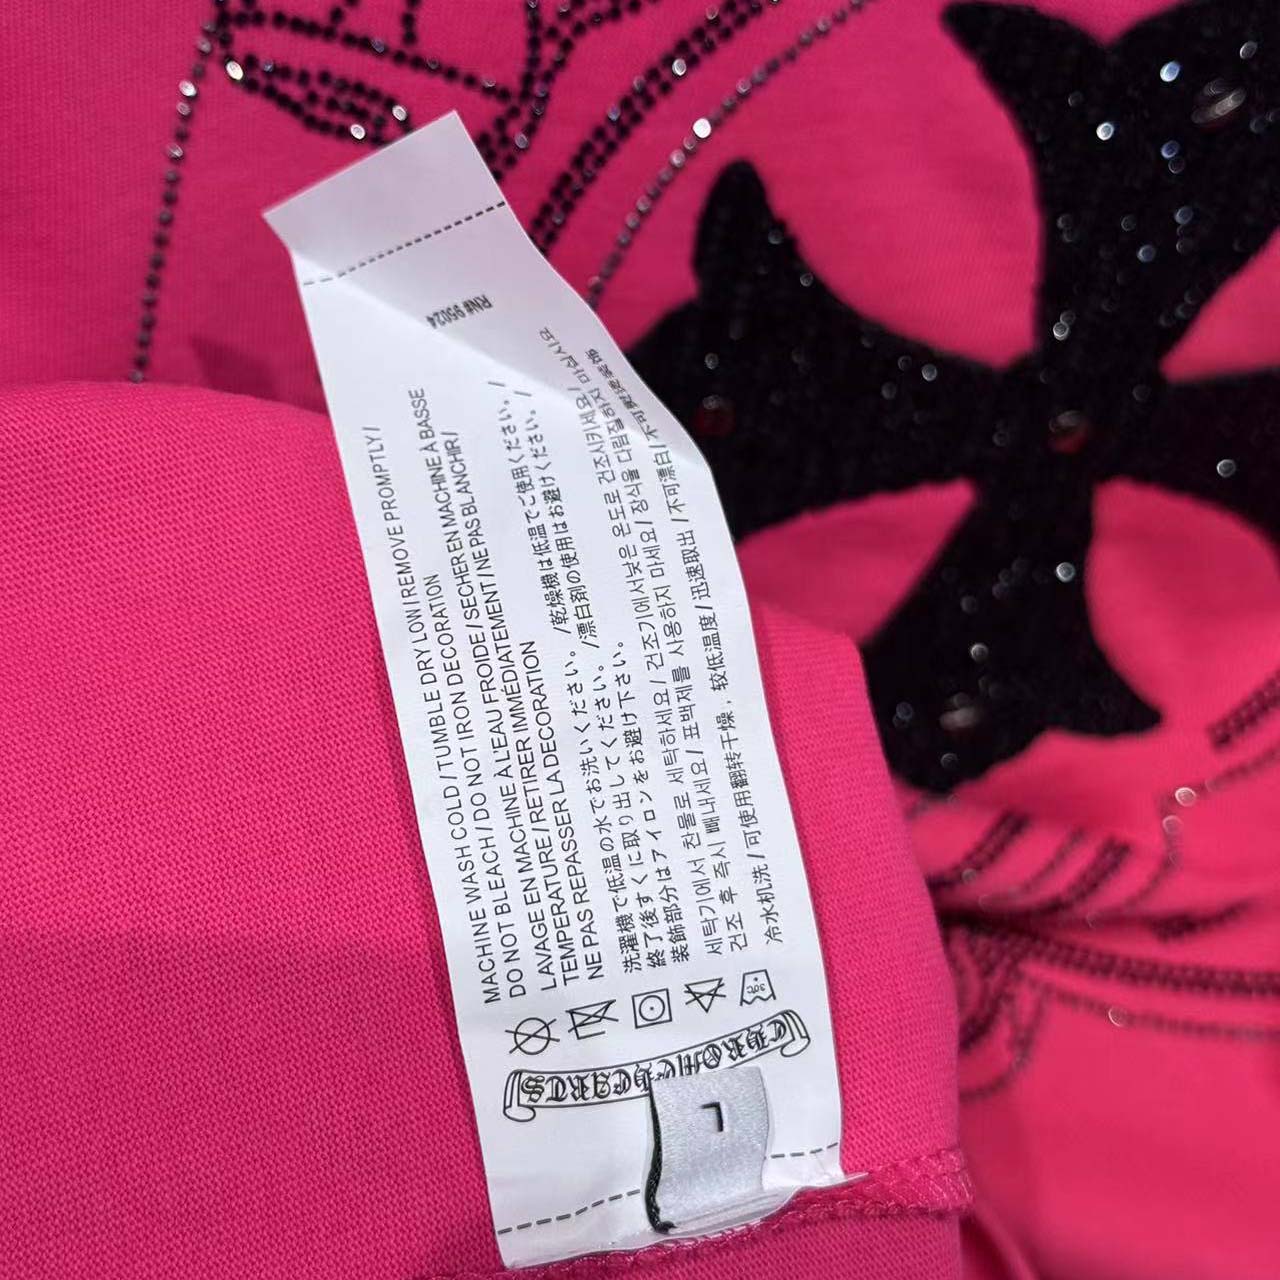 RN# 95024
MACHINE WASH COLD / TUMBLE DRY LOW / REMOVE PROMPTLY /
DO NOT BLEACH / DO NOT IRON DECORATION
LAVAGE EN MACHINE À L'EAU FROIDE / SECHER EN MACHINE À BASSE
TEMPERATURE / RETIRER IMMÉDIATEMENT / NE PAS BLANCHIR /
NE PAS REPASSER LA DECORATION
洗濯機で低温の水でお洗いください。 /乾燥機は低温でご使用ください。 /
終了後すぐに取り出してください。 /漂白剤の使用はお避けください。 /
装飾部分はアイロンをお避け下さい。
세탁기에서 찬물로 세탁하세요/ 건조기에서낮은 온도로 건조시키세요/
건조 후 즉시 빼내세요/ 표백제를 사용하지 마세요/ 장식을 다림질하지 마십시요
冷水机洗 / 可使用翻转干燥，较低温度 / 迅速取出 / 不可漂白/不可熨烫装饰
30C
CHROME HEARTS
L